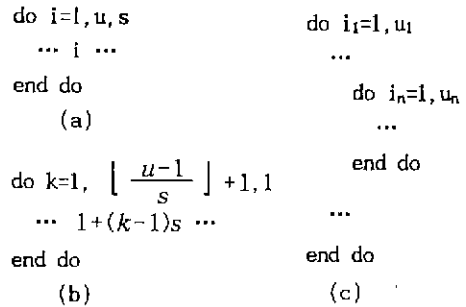 do i=l,u,s
… i …
end do
(a)
do k=1, ⌊ (u-1)/s ⌋ +1,1
… 1+(k-1)s …
end do
(b)
do i₁=1,u₁
…
do iₙ=1,uₙ
…
end do
…
end do
(c)